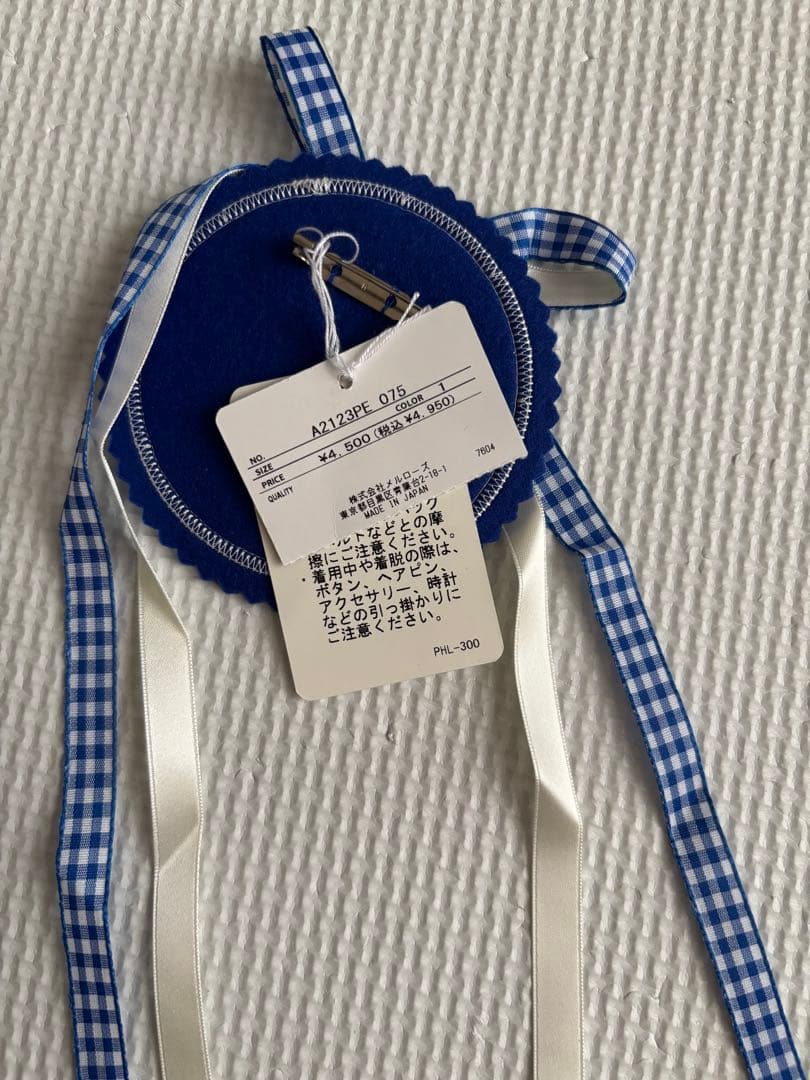 NO. A2123PE 075
SIZE COLOR 1
PRICE ¥4,500(税込¥4,950)
QUALITY
7604
株式会社メルローズ
東京都目黒区青葉台2-18-1
MADE IN JAPAN
ルトなどとの摩
擦にご注意ください。
・着用中や着脱の際は、
ボタン、ヘアピン、
アクセサリー、時計
などの引っ掛かりに
ご注意ください。
PHL-300